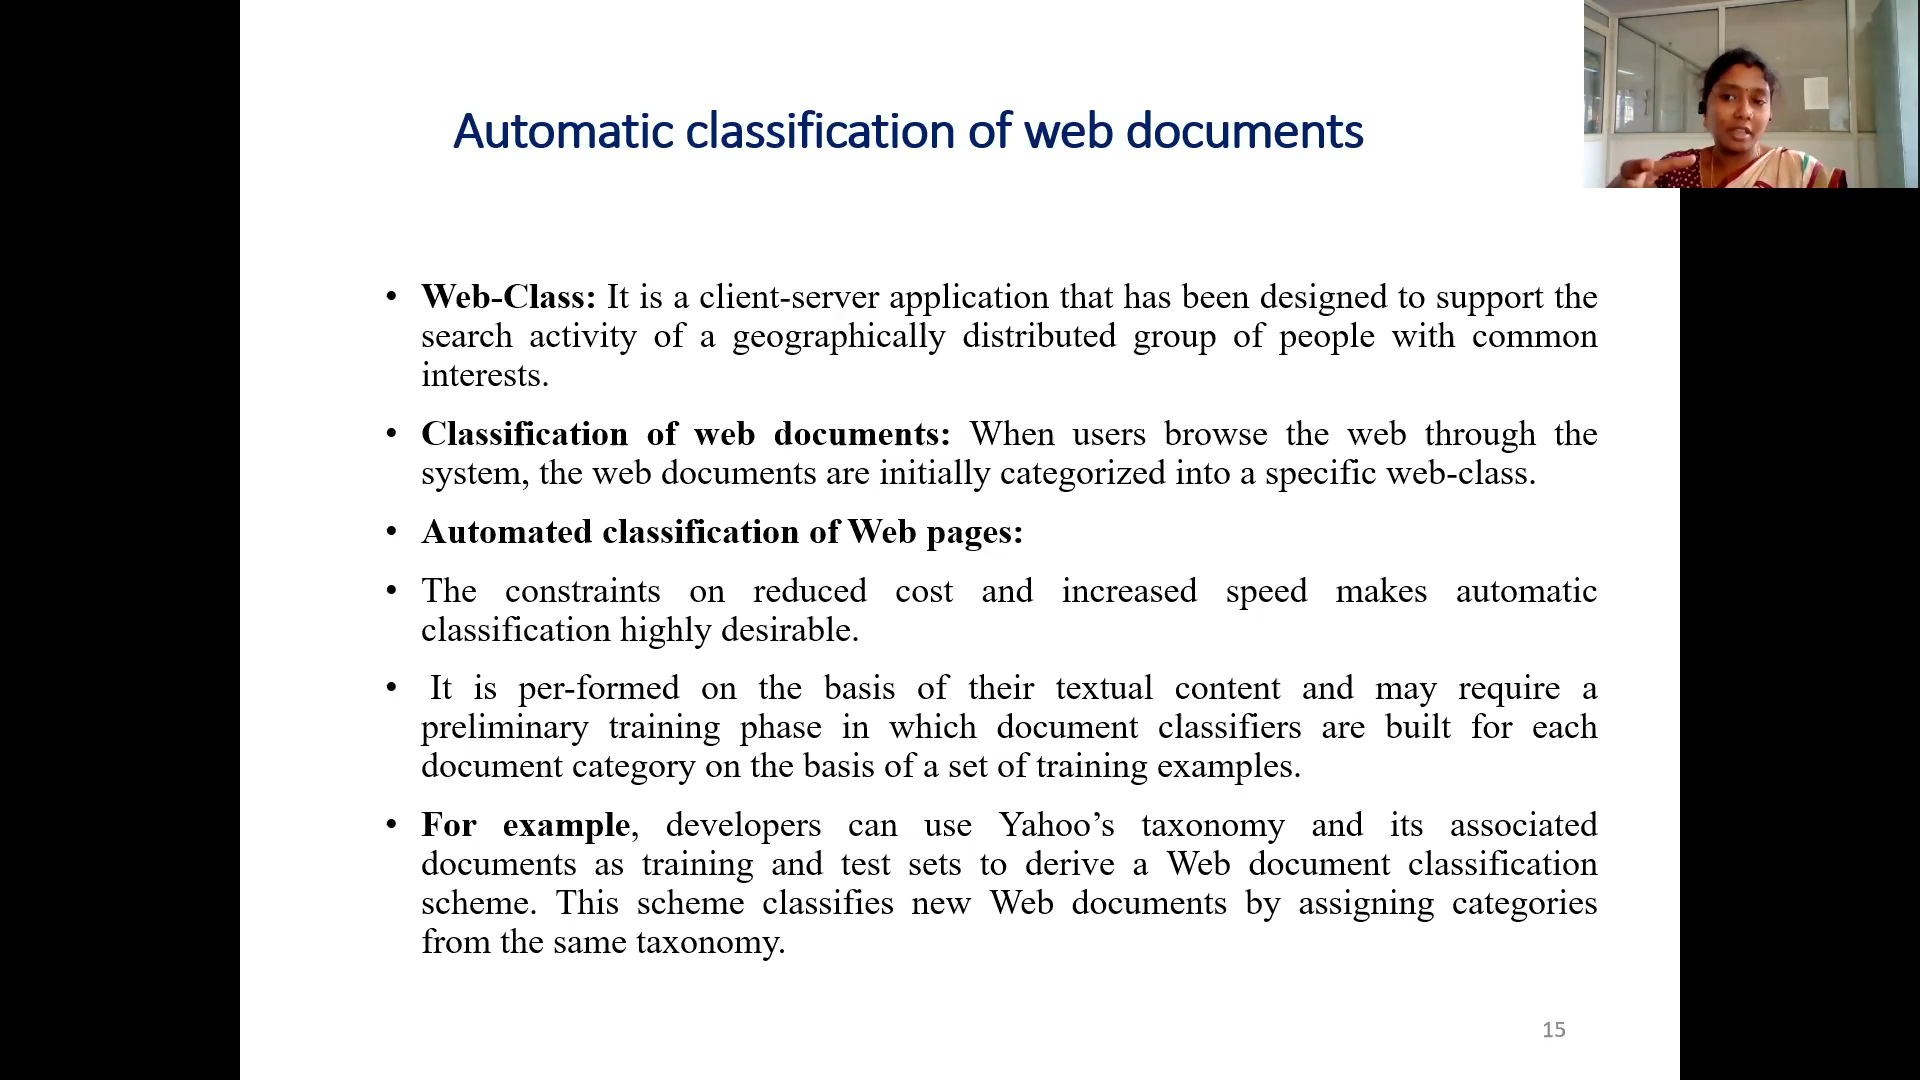 Automatic classification of web documents
• Web-Class: It is a client-server application that has been designed to support the
search activity of a geographically distributed group of people with common
interests.
• Classification of web documents: When users browse the web through the
system, the web documents are initially categorized into a specific web-class.
• Automated classification of Web pages:
• The constraints on reduced cost and increased speed makes automatic
classification highly desirable.
• It is per-formed on the basis of their textual content and may require a
preliminary training phase in which document classifiers are built for each
document category on the basis of a set of training examples.
• For example, developers can use Yahoo’s taxonomy and its associated
documents as training and test sets to derive a Web document classification
scheme. This scheme classifies new Web documents by assigning categories
from the same taxonomy.
15